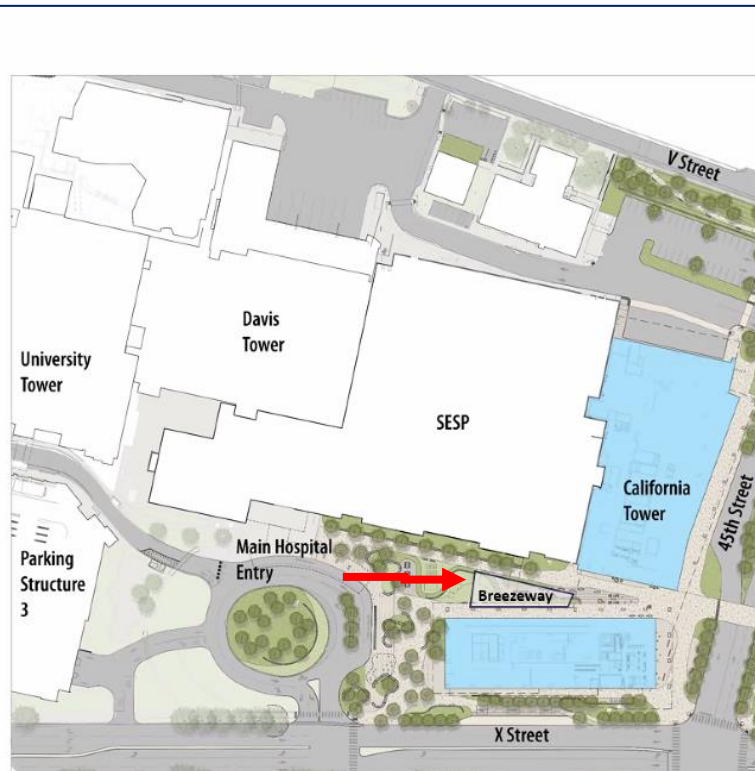 V Street
Davis
Tower
University
Tower
SESP
California
Tower
45th Street
Main Hospital
Entry
Parking
Structure
3
Breezeway
X Street